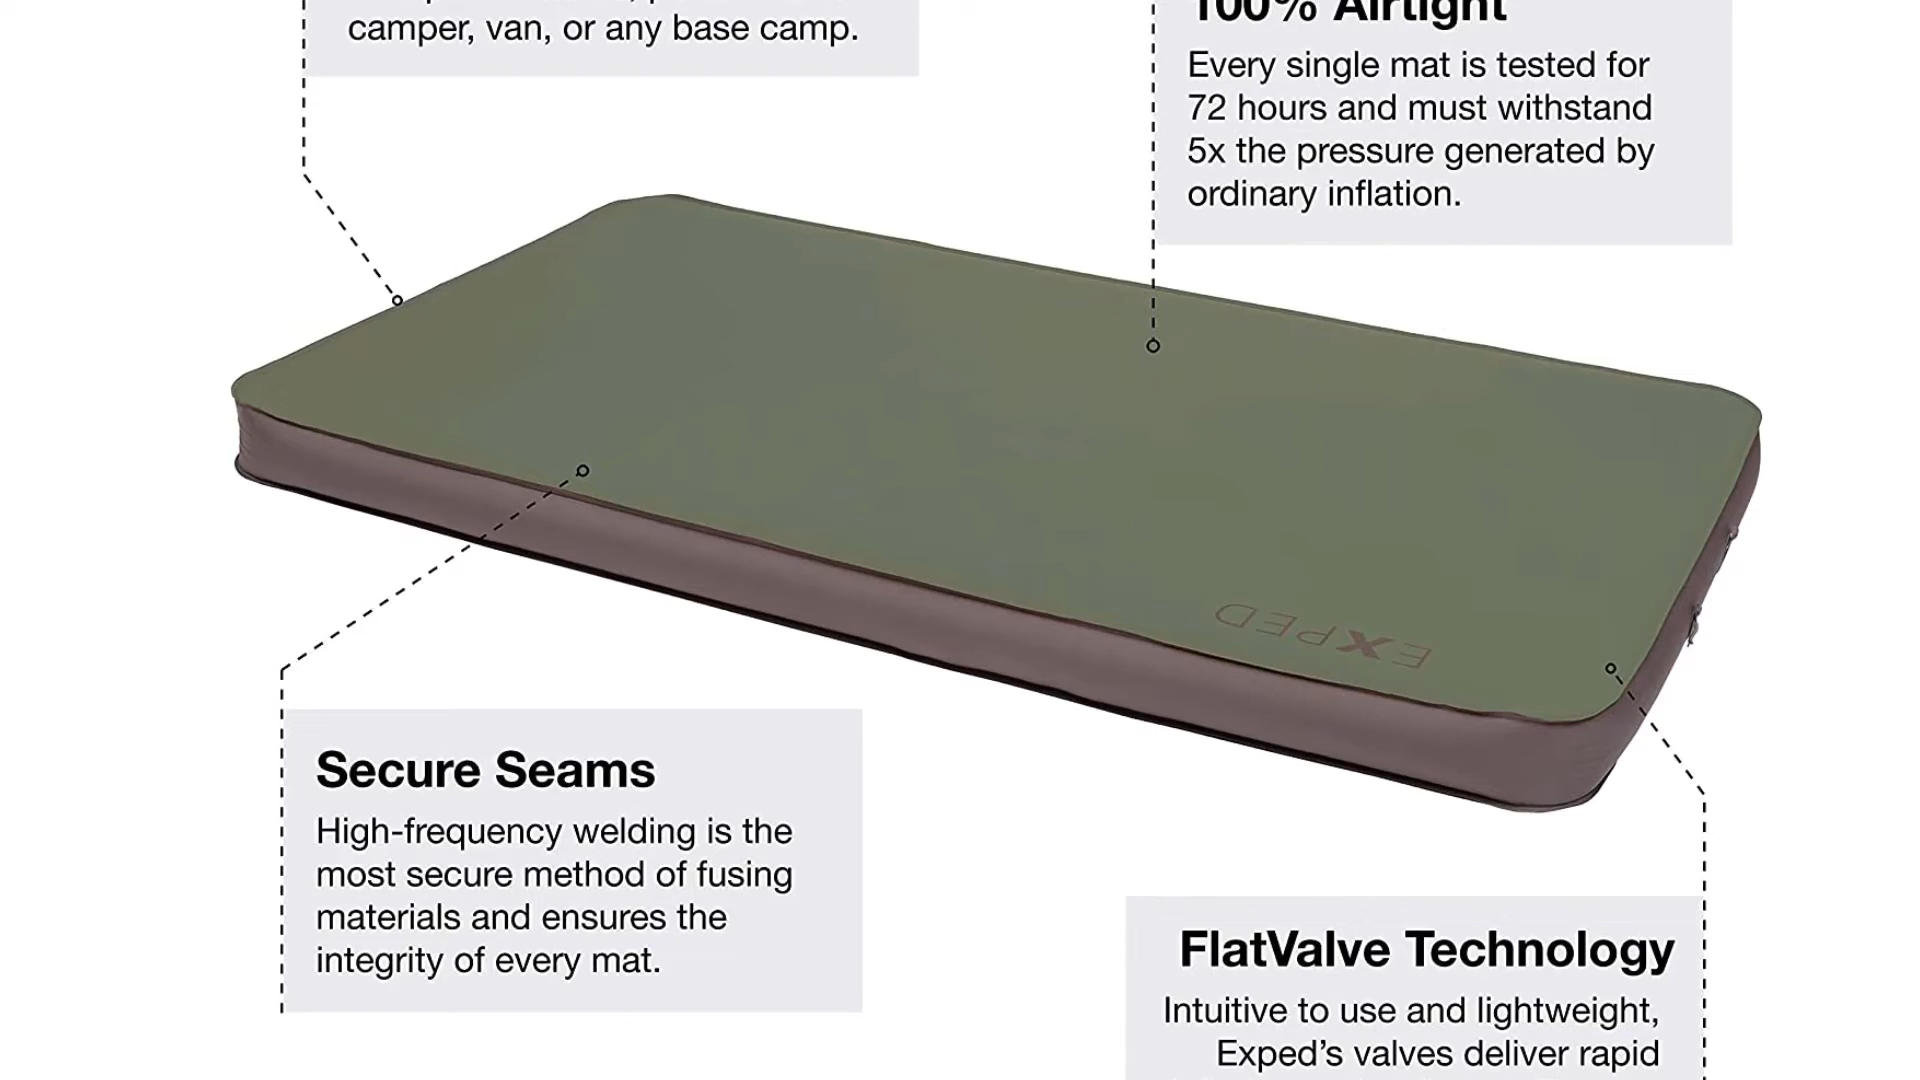 camper, van, or any base camp.
100% Airtight
Every single mat is tested for
72 hours and must withstand
5x the pressure generated by
ordinary inflation.
EXPED
Secure Seams
High-frequency welding is the
most secure method of fusing
materials and ensures the
integrity of every mat.
FlatValve Technology
Intuitive to use and lightweight,
Exped’s valves deliver rapid